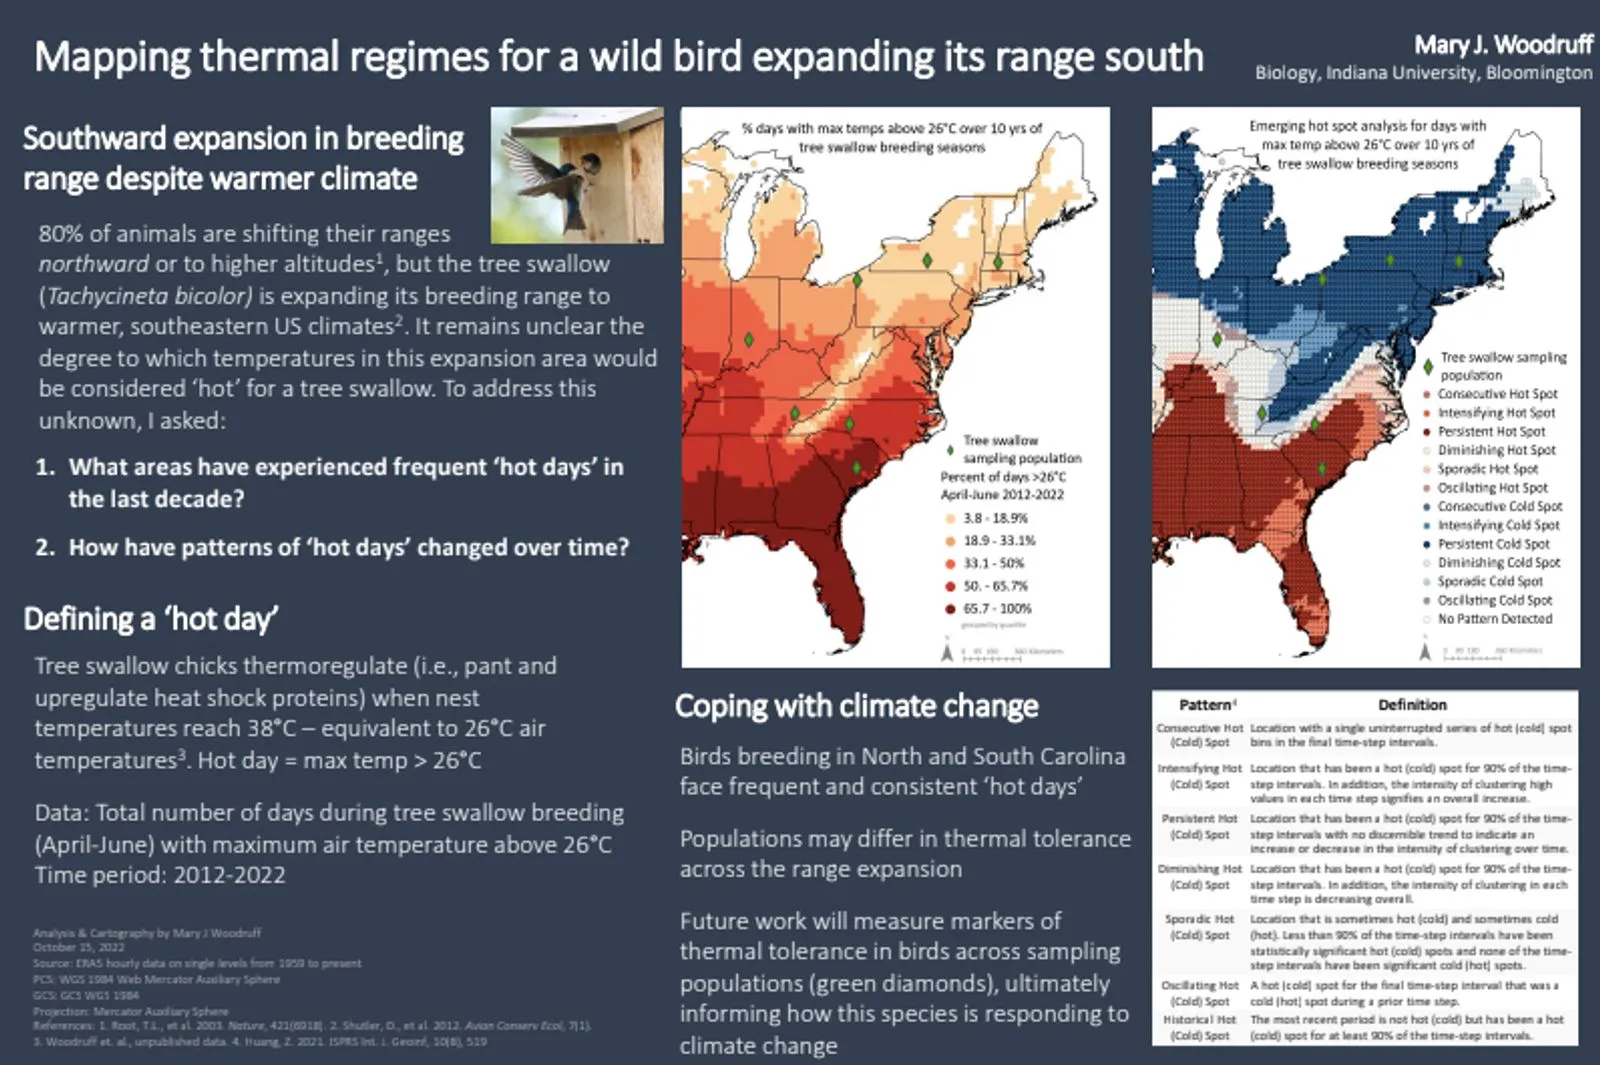 Mapping thermal regimes for a wild bird expanding its range south
Mary J. Woodruff
Biology, Indiana University, Bloomington
Southward expansion in breeding
range despite warmer climate
80% of animals are shifting their ranges
northward or to higher altitudes1, but the tree swallow
(Tachycineta bicolor) is expanding its breeding range to
warmer, southeastern US climates2. It remains unclear the
degree to which temperatures in this expansion area would
be considered ‘hot’ for a tree swallow. To address this
unknown, I asked:
1. What areas have experienced frequent ‘hot days’ in
the last decade?
2. How have patterns of ‘hot days’ changed over time?
Defining a ‘hot day’
Tree swallow chicks thermoregulate (i.e., pant and
upregulate heat shock proteins) when nest
temperatures reach 38°C – equivalent to 26°C air
temperatures3. Hot day = max temp > 26°C
Data: Total number of days during tree swallow breeding
(April-June) with maximum air temperature above 26°C
Time period: 2012-2022
Analysis & Cartography by Mary J Woodruff
October 15, 2022
Source: ERA5 hourly data on single levels from 1959 to present
PCS: WGS 1984 Web Mercator Auxiliary Sphere
GCS: GCS WGS 1984
Projection: Mercator Auxiliary Sphere
References: 1. Root, T.L., et al. 2003. Nature, 421(6918). 2. Shutler, D., et al. 2012. Avian Conserv Ecol, 7(1).
3. Woodruff et. al., unpublished data. 4. Huang, Z. 2021. ISPRS Int. J. Geoinf, 10(8), 519
% days with max temps above 26°C over 10 yrs of
tree swallow breeding seasons
Tree swallow
sampling population
Percent of days >26°C
April-June 2012-2022
3.8 - 18.9%
18.9 - 33.1%
33.1 - 50%
50. - 65.7%
65.7 - 100%
grouped by quantile
N
Coping with climate change
Birds breeding in North and South Carolina
face frequent and consistent ‘hot days’
Populations may differ in thermal tolerance
across the range expansion
Future work will measure markers of
thermal tolerance in birds across sampling
populations (green diamonds), ultimately
informing how this species is responding to
climate change
Emerging hot spot analysis for days with
max temp above 26°C over 10 yrs of
tree swallow breeding seasons
Tree swallow sampling
population
Consecutive Hot Spot
Intensifying Hot Spot
Persistent Hot Spot
Diminishing Hot Spot
Sporadic Hot Spot
Oscillating Hot Spot
Consecutive Cold Spot
Intensifying Cold Spot
Persistent Cold Spot
Diminishing Cold Spot
Sporadic Cold Spot
Oscillating Cold Spot
No Pattern Detected
N
Pattern4 Definition
Consecutive Hot Location with a single uninterrupted series of hot (cold) spot
(Cold) Spot bins in the final time-step intervals.
Intensifying Hot Location that has been a hot (cold) spot for 90% of the time-
(Cold) Spot step intervals. In addition, the intensity of clustering high
values in each time step signifies an overall increase.
Persistent Hot Location that has been a hot (cold) spot for 90% of the time-
(Cold) Spot step intervals with no discernible trend to indicate an
increase or decrease in the intensity of clustering over time.
Diminishing Hot Location that has been a hot (cold) spot for 90% of the time-
(Cold) Spot step intervals. In addition, the intensity of clustering in each
time step is decreasing overall.
Sporadic Hot Location that is sometimes hot (cold) and sometimes cold
(Cold) Spot (hot). Less than 90% of the time-step intervals have been
statistically significant hot (cold) spots and none of the time-
step intervals have been significant cold (hot) spots.
Oscillating Hot A hot (cold) spot for the final time-step interval that was a
(Cold) Spot cold (hot) spot during a prior time step.
Historical Hot The most recent period is not hot (cold) but has been a hot
(Cold) Spot (cold) spot for at least 90% of the time-step intervals.